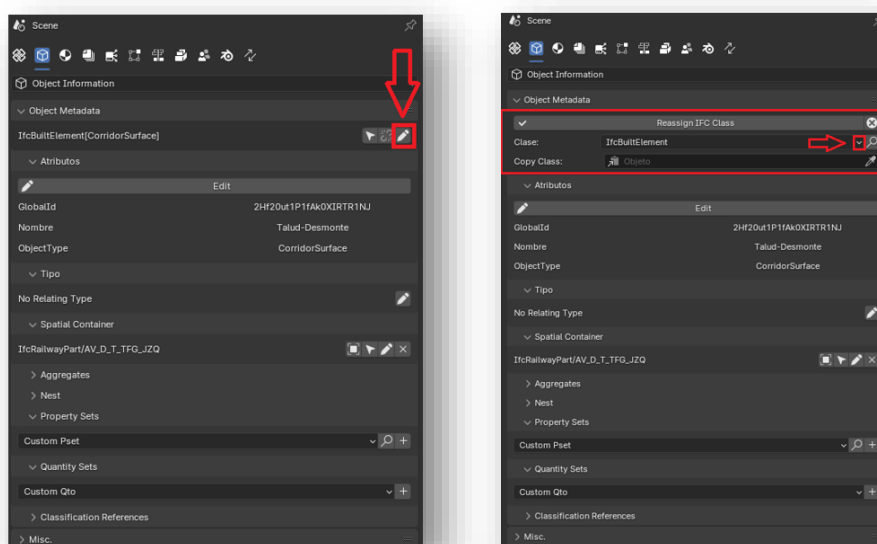 Scene
Object Information
Object Metadata
IfcBuiltElement[CorridorSurface]
Atributos
Edit
GlobalId 2Hf20ut1P1fAk0XIRTR1NJ
Nombre Talud-Desmonte
ObjectType CorridorSurface
Tipo
No Relating Type
Spatial Container
IfcRailwayPart/AV_D_T_TFG_JZQ
Aggregates
Nest
Property Sets
Custom Pset
Quantity Sets
Custom Qto
Classification References
Misc.
Scene
Object Information
Object Metadata
Reassign IFC Class
Clase: IfcBuiltElement
Copy Class: Objeto
Atributos
Edit
GlobalId 2Hf20ut1P1fAk0XIRTR1NJ
Nombre Talud-Desmonte
ObjectType CorridorSurface
Tipo
No Relating Type
Spatial Container
IfcRailwayPart/AV_D_T_TFG_JZQ
Aggregates
Nest
Property Sets
Custom Pset
Quantity Sets
Custom Qto
Classification References
Misc.